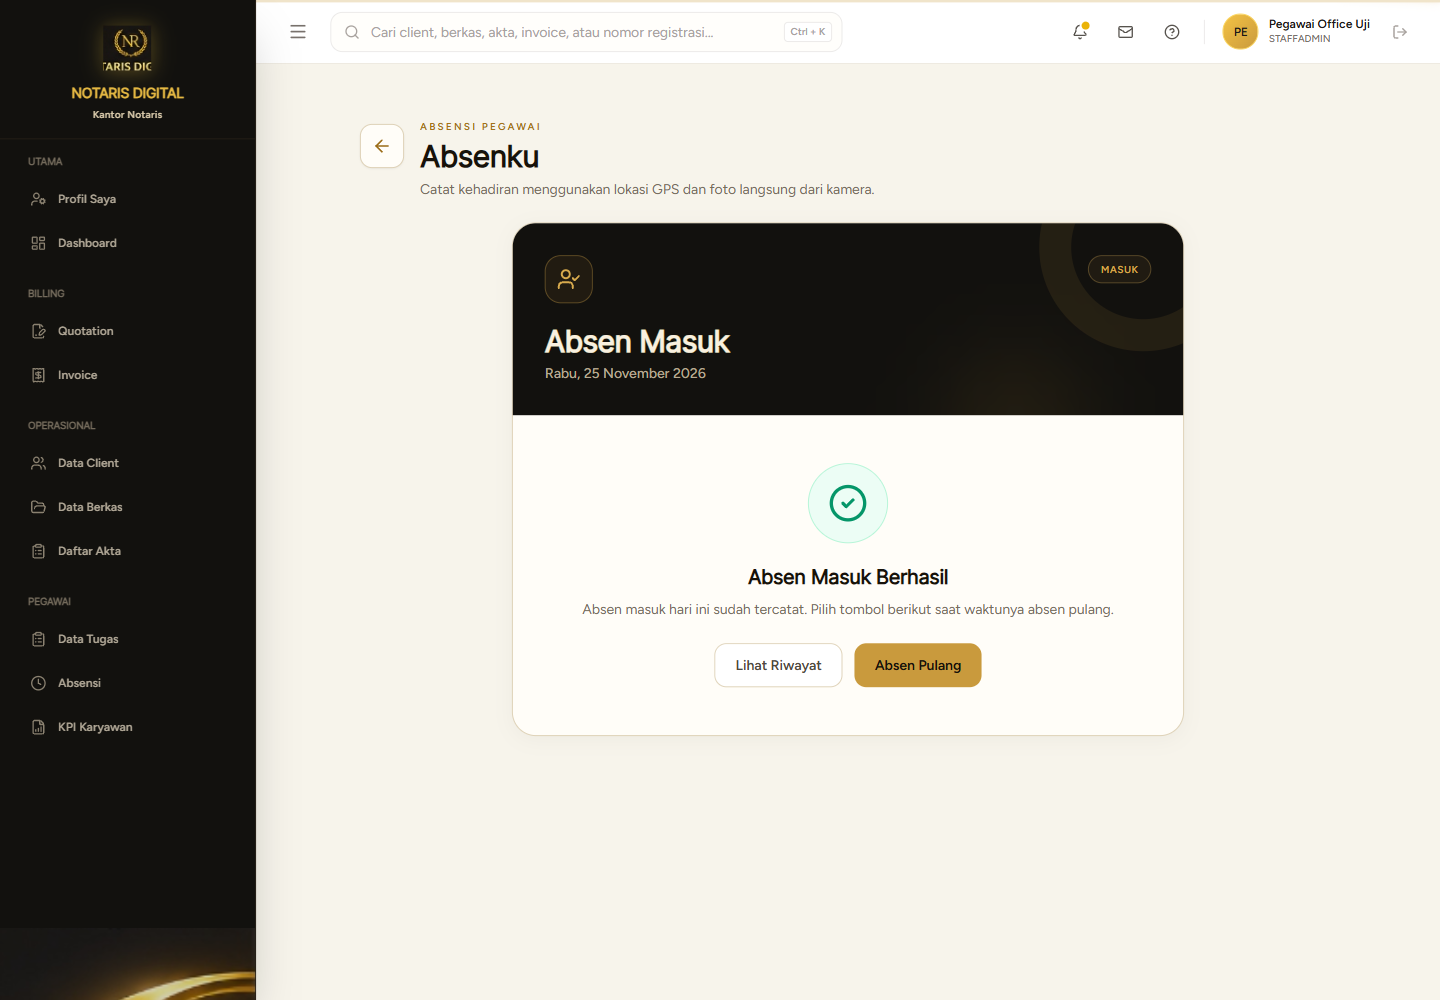 NR
TARIS DIG
NOTARIS DIGITAL
Kantor Notaris
UTAMA
Profil Saya
Dashboard
BILLING
Quotation
Invoice
OPERASIONAL
Data Client
Data Berkas
Daftar Akta
PEGAWAI
Data Tugas
Absensi
KPI Karyawan
Cari client, berkas, akta, invoice, atau nomor registrasi...
Ctrl + K
PE
Pegawai Office Uji
STAFFADMIN
ABSENSI PEGAWAI
Absenku
Catat kehadiran menggunakan lokasi GPS dan foto langsung dari kamera.
MASUK
Absen Masuk
Rabu, 25 November 2026
Absen Masuk Berhasil
Absen masuk hari ini sudah tercatat. Pilih tombol berikut saat waktunya absen pulang.
Lihat Riwayat
Absen Pulang